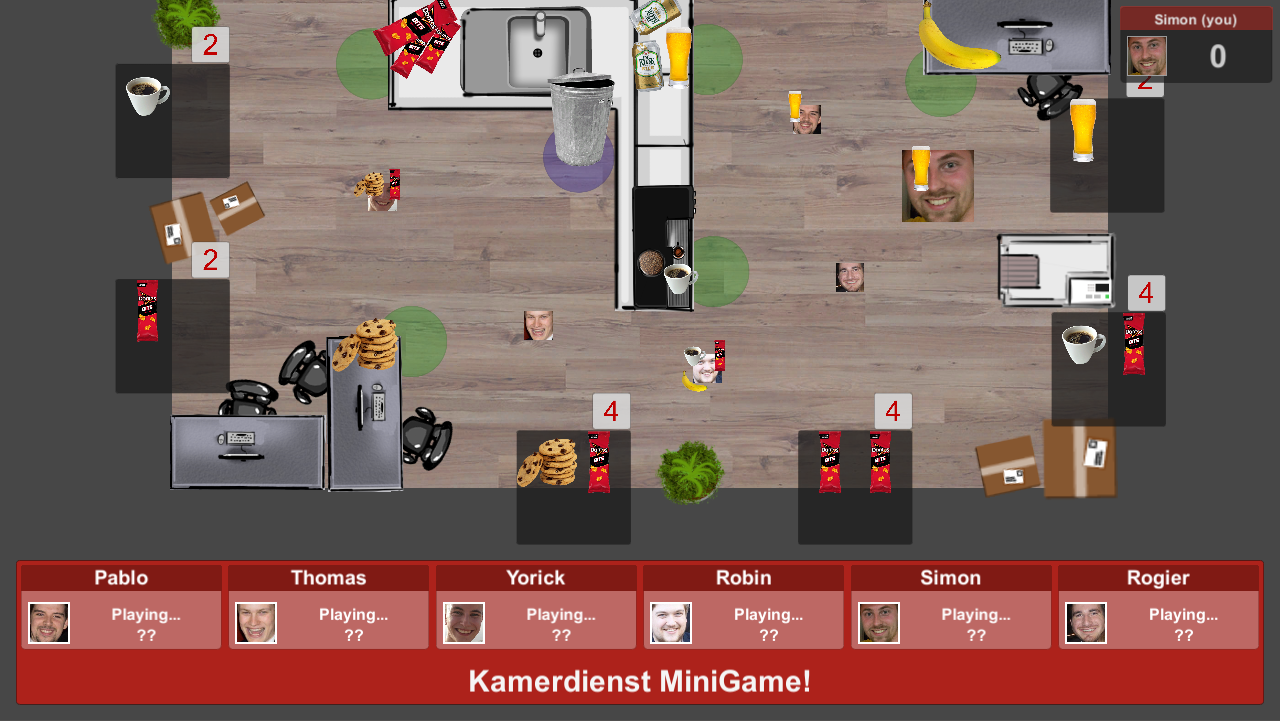 Simon (you)
0
2
2
2
4
4
4
Pablo
Playing...
??
Thomas
Playing...
??
Yorick
Playing...
??
Robin
Playing...
??
Simon
Playing...
??
Rogier
Playing...
??
Kamerdienst MiniGame!